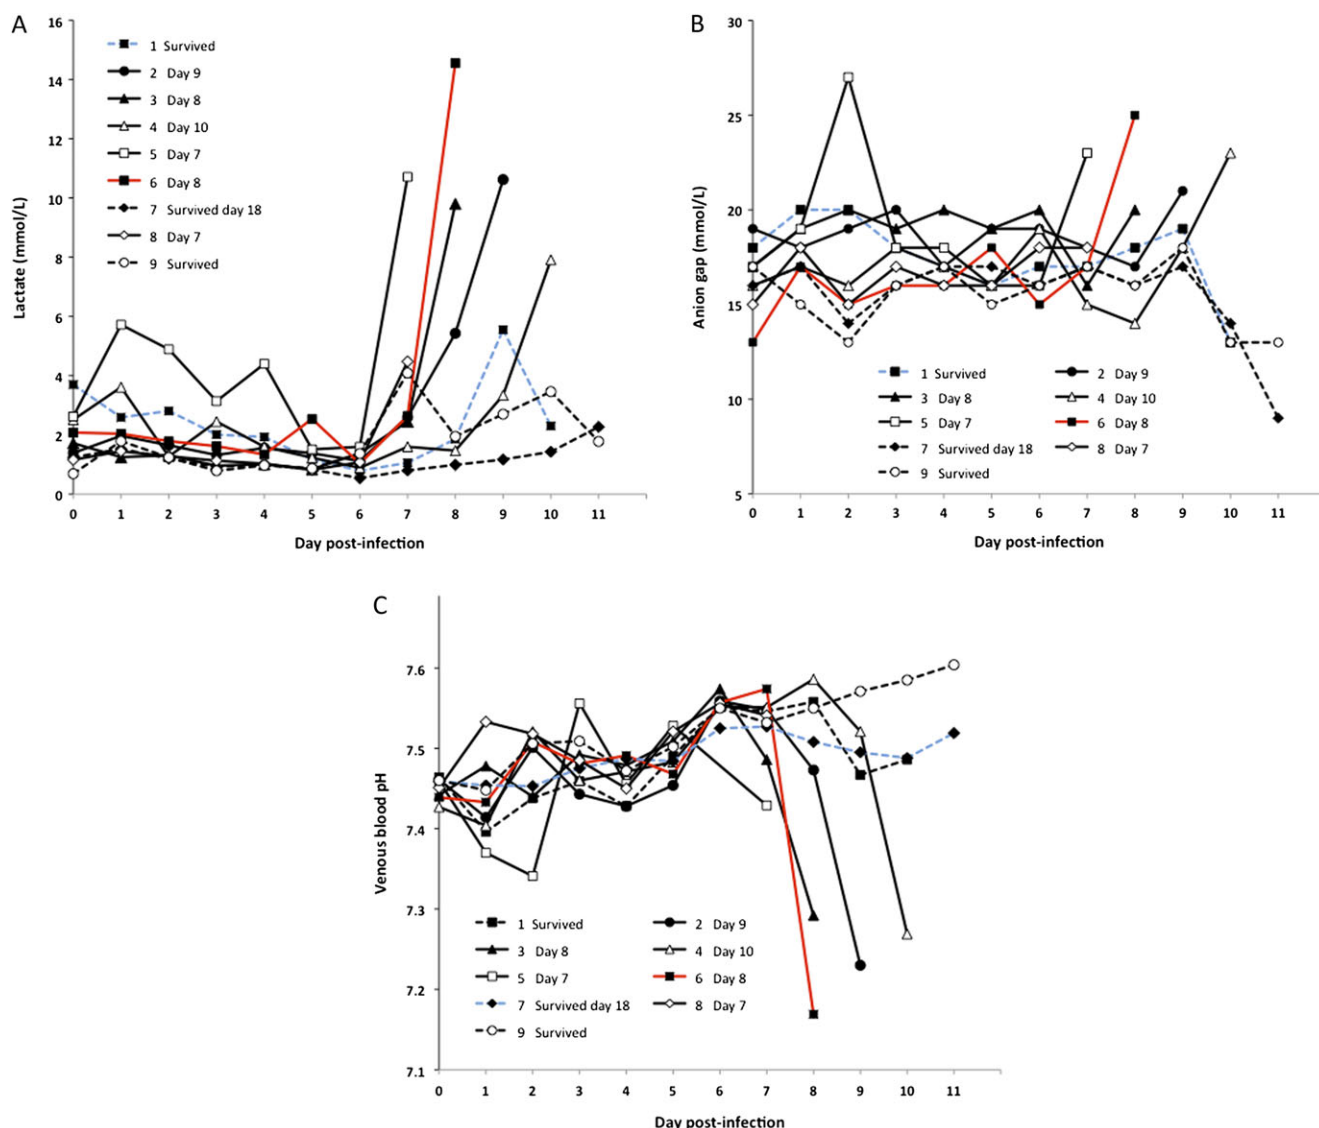 A
Lactate (mmol/L)
16
14
12
10
8
6
4
2
0
1 Survived
2 Day 9
3 Day 8
4 Day 10
5 Day 7
6 Day 8
7 Survived day 18
8 Day 7
9 Survived
0 1 2 3 4 5 6 7 8 9 10 11
Day post-infection
B
Anion gap (mmol/L)
30
25
20
15
10
5
1 Survived 2 Day 9
3 Day 8 4 Day 10
5 Day 7 6 Day 8
7 Survived day 18 8 Day 7
9 Survived
0 1 2 3 4 5 6 7 8 9 10 11
Day post-infection
C
Venous blood pH
7.6
7.5
7.4
7.3
7.2
7.1
1 Survived 2 Day 9
3 Day 8 4 Day 10
5 Day 7 6 Day 8
7 Survived day 18 8 Day 7
9 Survived
0 1 2 3 4 5 6 7 8 9 10 11
Day post-infection